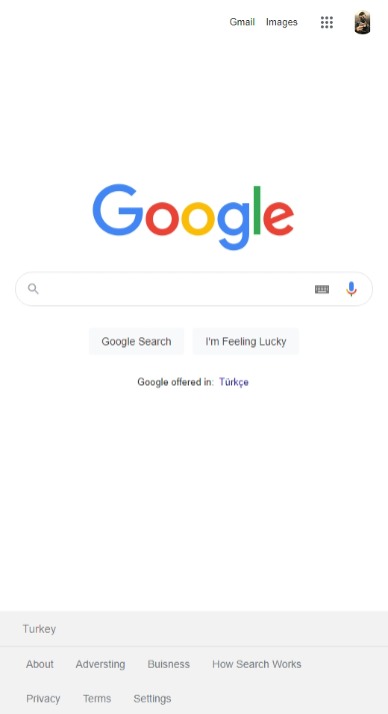 Gmail Images
Google
Google Search I'm Feeling Lucky
Google offered in: Türkçe
Turkey
About Adversting Buisness How Search Works
Privacy Terms Settings